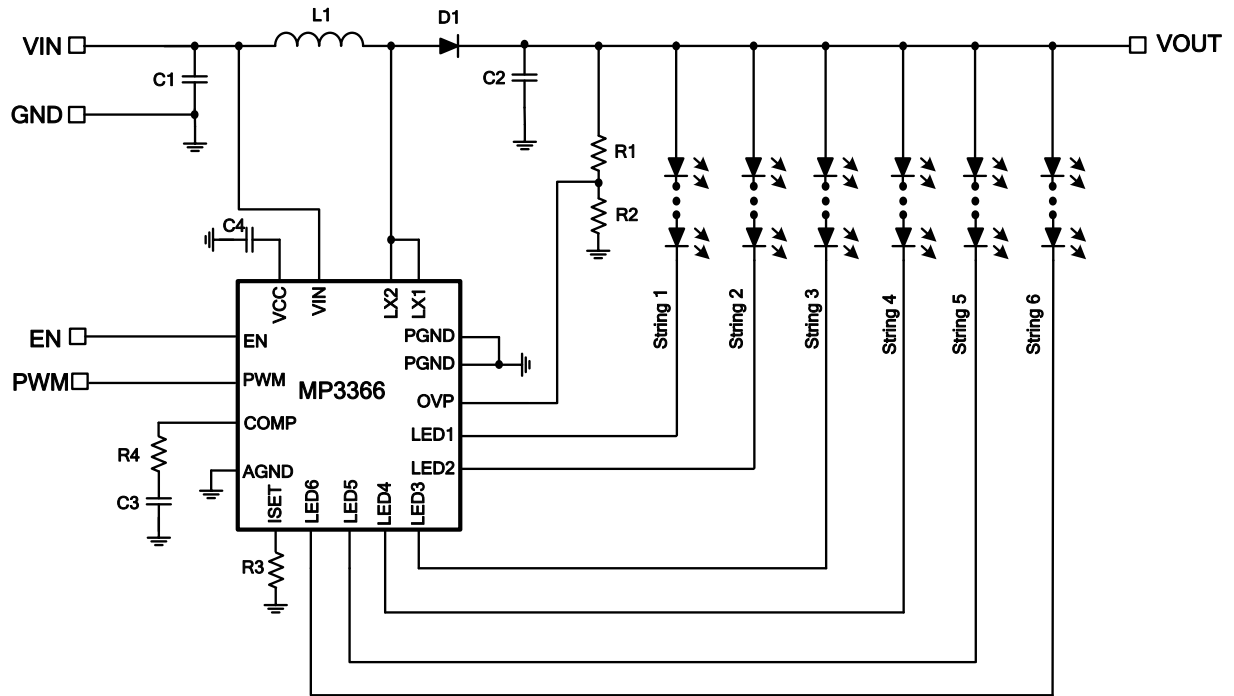 L1
D1
VIN
VOUT
C1
C2
GND
R1
R2
C4
VCC
VIN
LX2
LX1
String 1
String 2
String 3
String 4
String 5
String 6
EN
EN
PGND
PGND
PWM
PWM
MP3366
OVP
COMP
LED1
R4
AGND
LED2
C3
ISET
LED6
LED5
LED4
LED3
R3